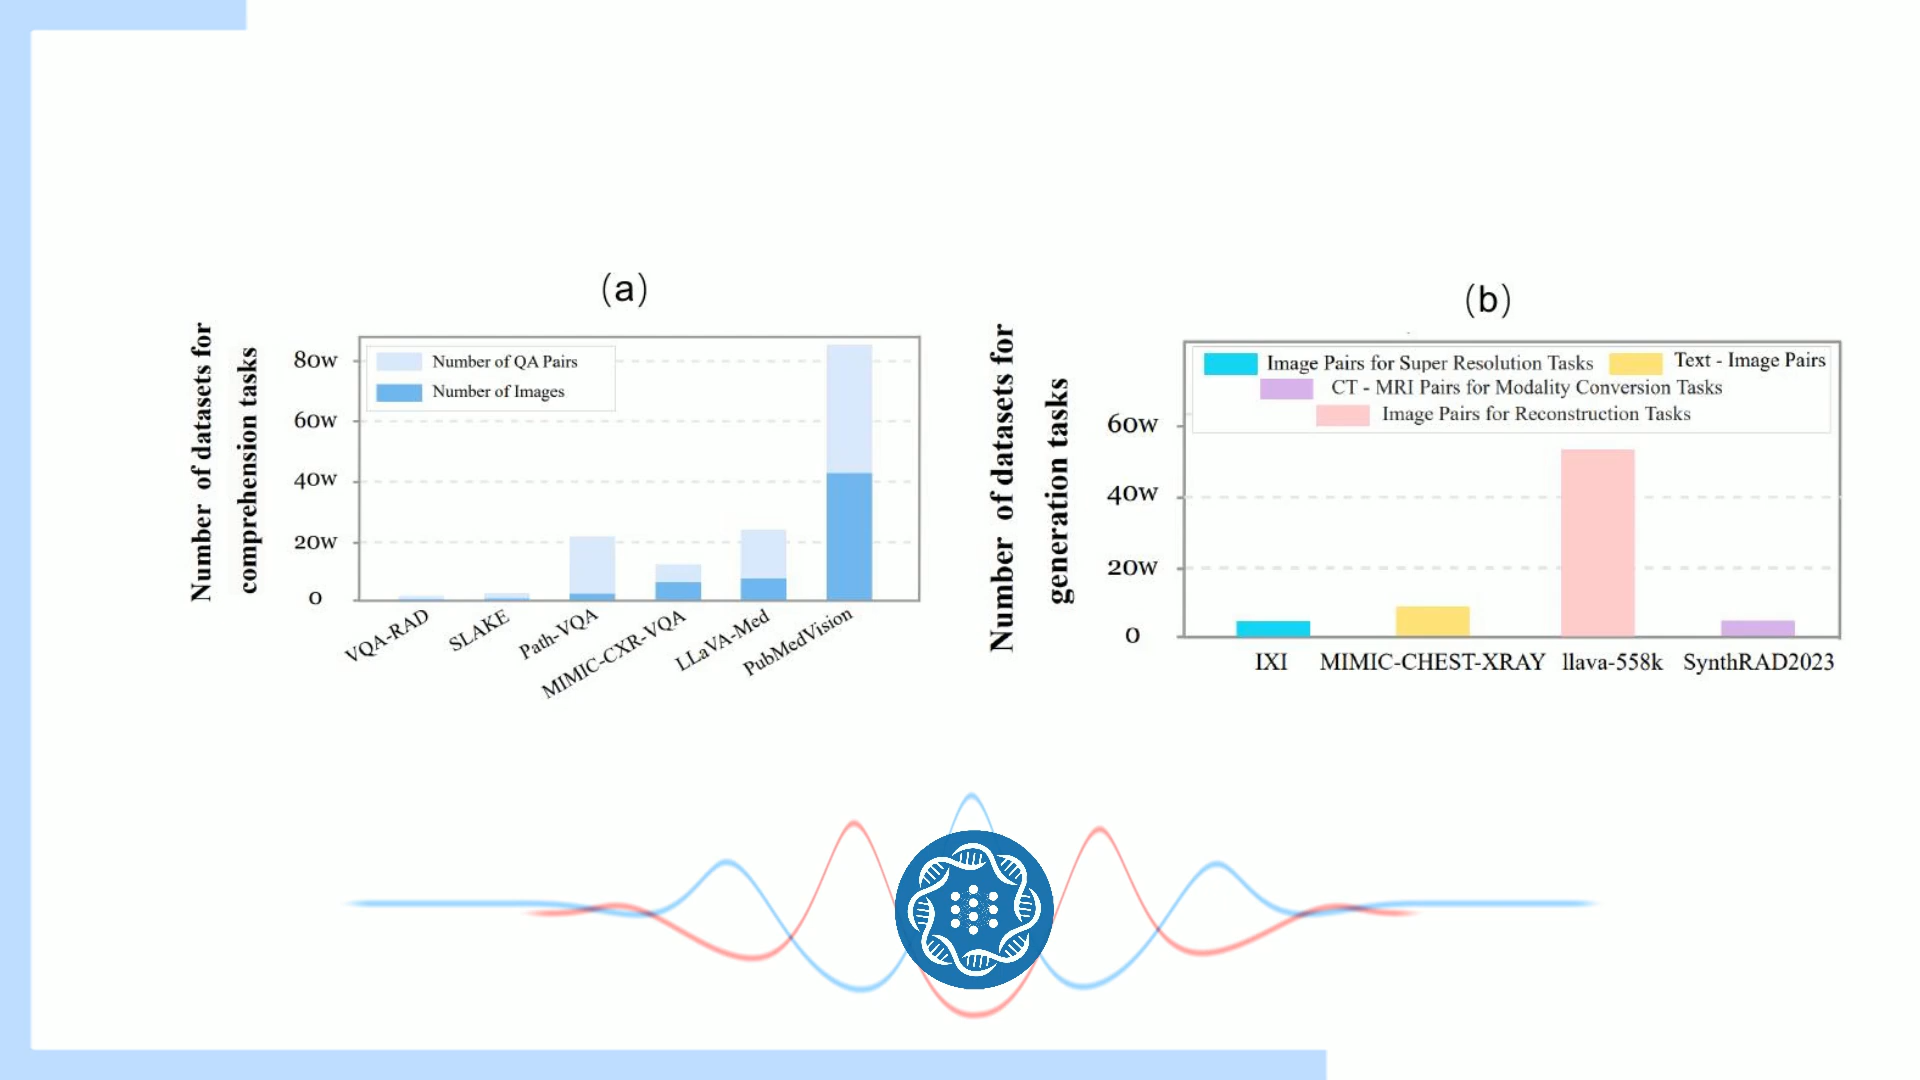 (a)
Number of datasets for
comprehension tasks
80w
60w
40w
20w
0
Number of QA Pairs
Number of Images
VQA-RAD
SLAKE
Path-VQA
MIMIC-CXR-VQA
LLaVA-Med
PubMedVision
(b)
Number of datasets for
generation tasks
60w
40w
20w
0
Image Pairs for Super Resolution Tasks
Text - Image Pairs
CT - MRI Pairs for Modality Conversion Tasks
Image Pairs for Reconstruction Tasks
IXI
MIMIC-CHEST-XRAY
llava-558k
SynthRAD2023